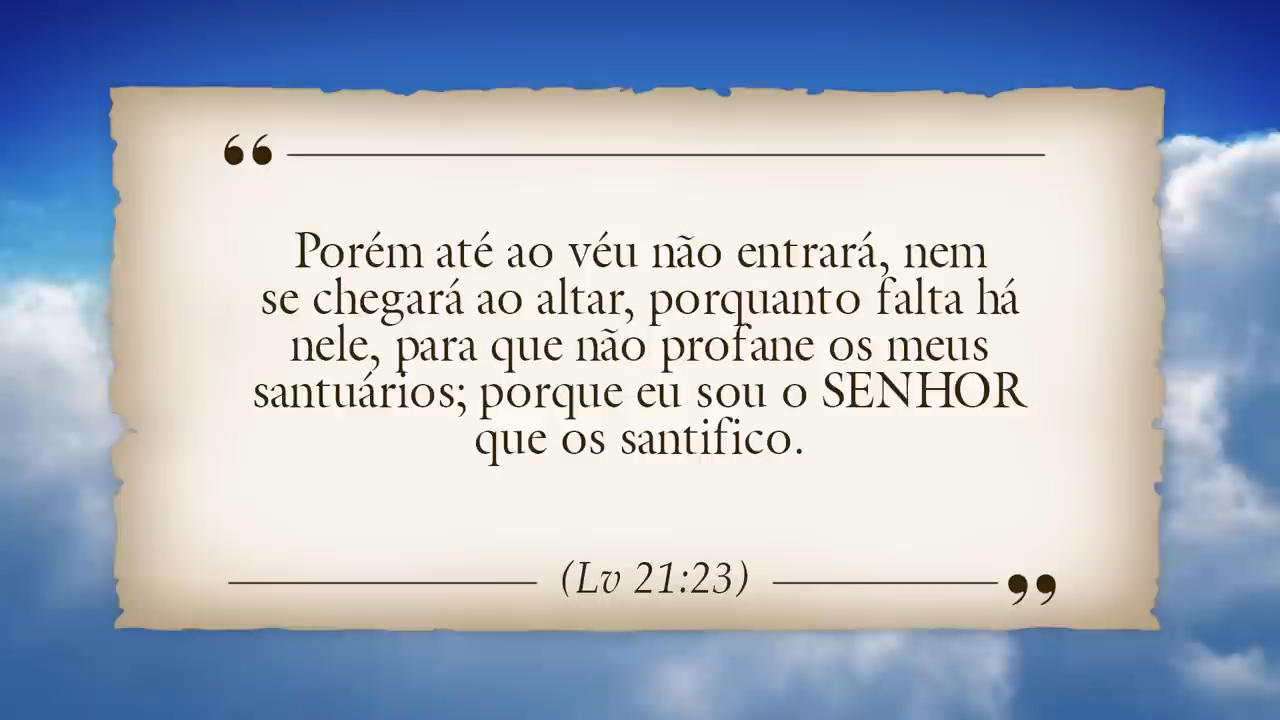 “
Porém até ao véu não entrará, nem
se chegará ao altar, porquanto falta há
nele, para que não profane os meus
santuários; porque eu sou o SENHOR
que os santifico.
(Lv 21:23)
”